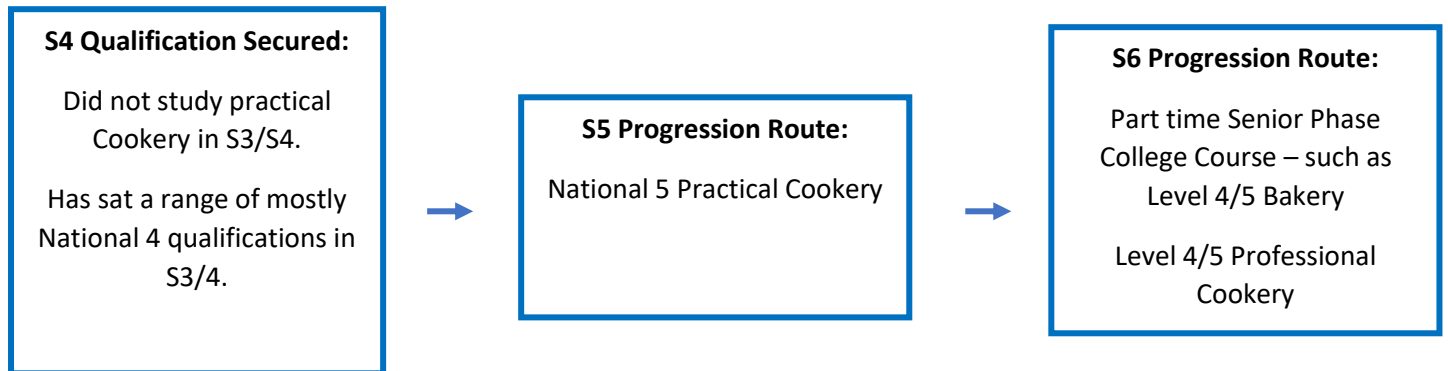 S4 Qualification Secured:
Did not study practical
Cookery in S3/S4.
Has sat a range of mostly
National 4 qualifications in
S3/4.
S5 Progression Route:
National 5 Practical Cookery
S6 Progression Route:
Part time Senior Phase
College Course – such as
Level 4/5 Bakery
Level 4/5 Professional
Cookery